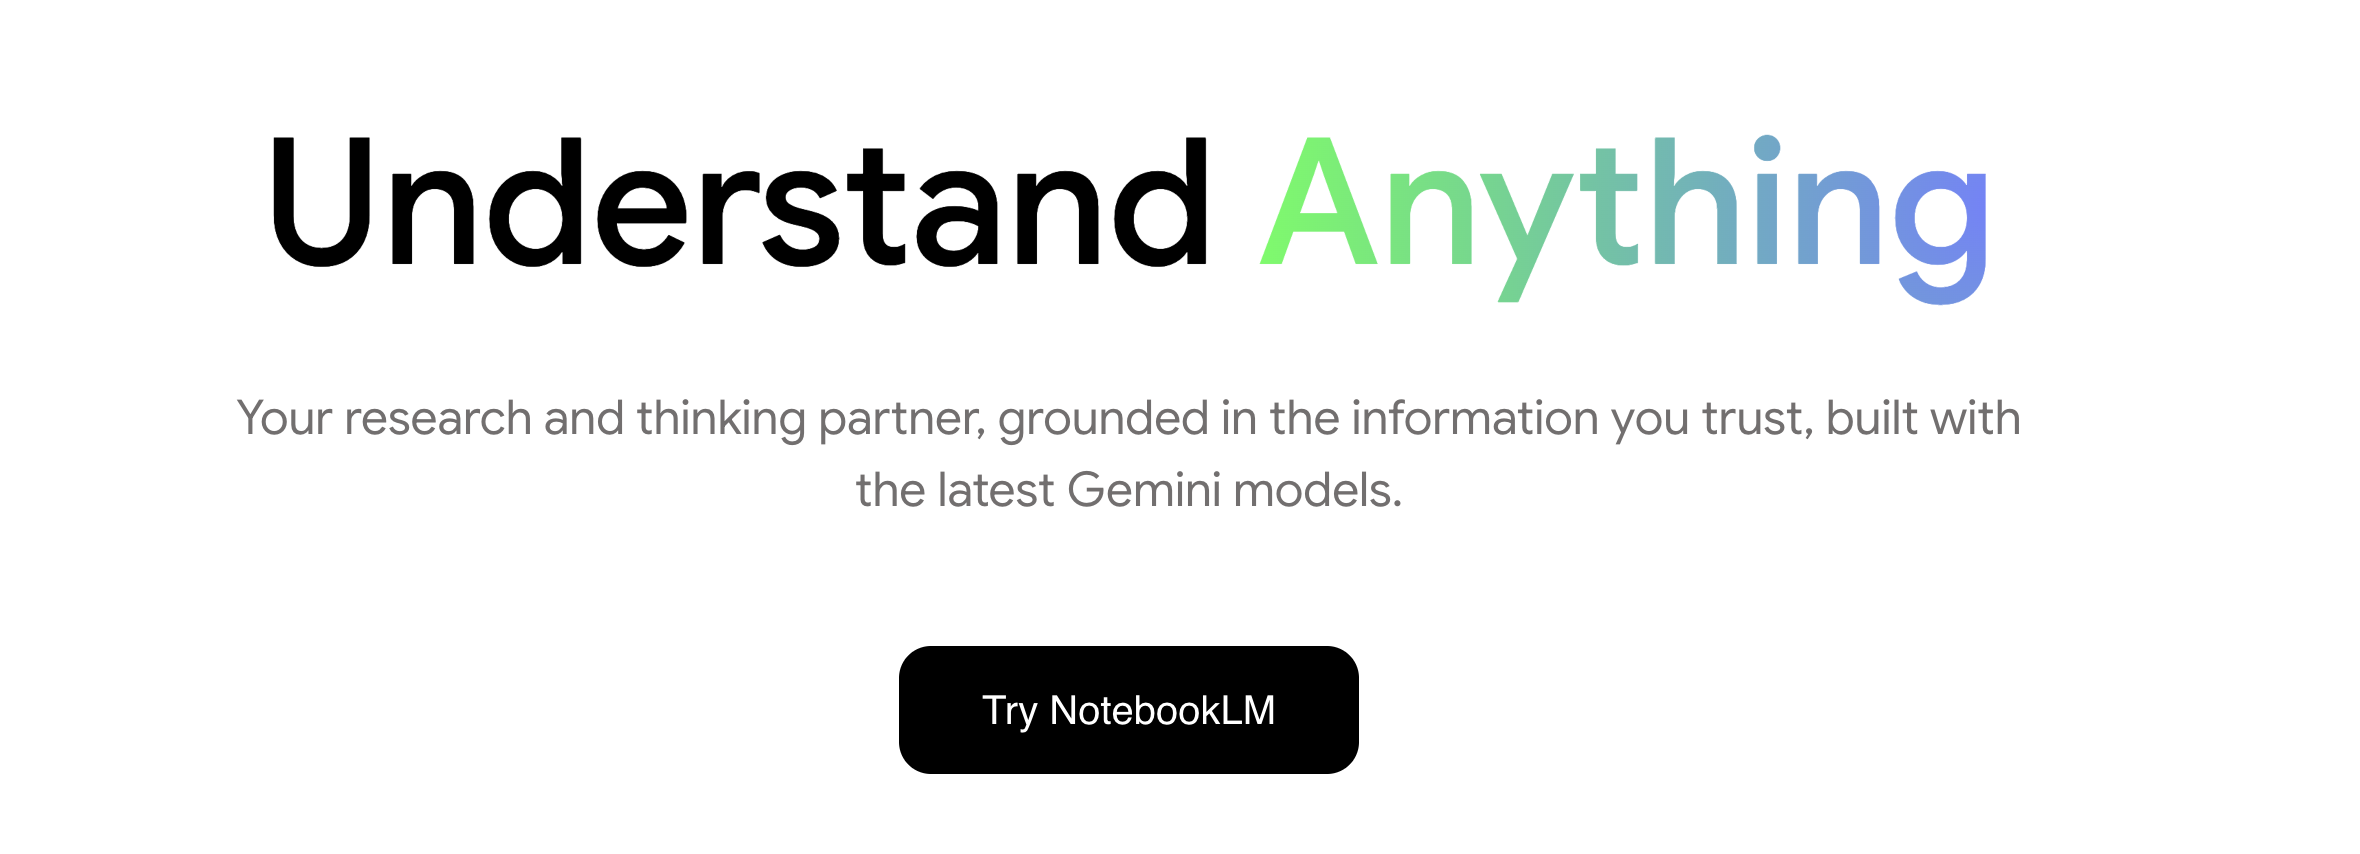 Understand Anything
Your research and thinking partner, grounded in the information you trust, built with
the latest Gemini models.
Try NotebookLM